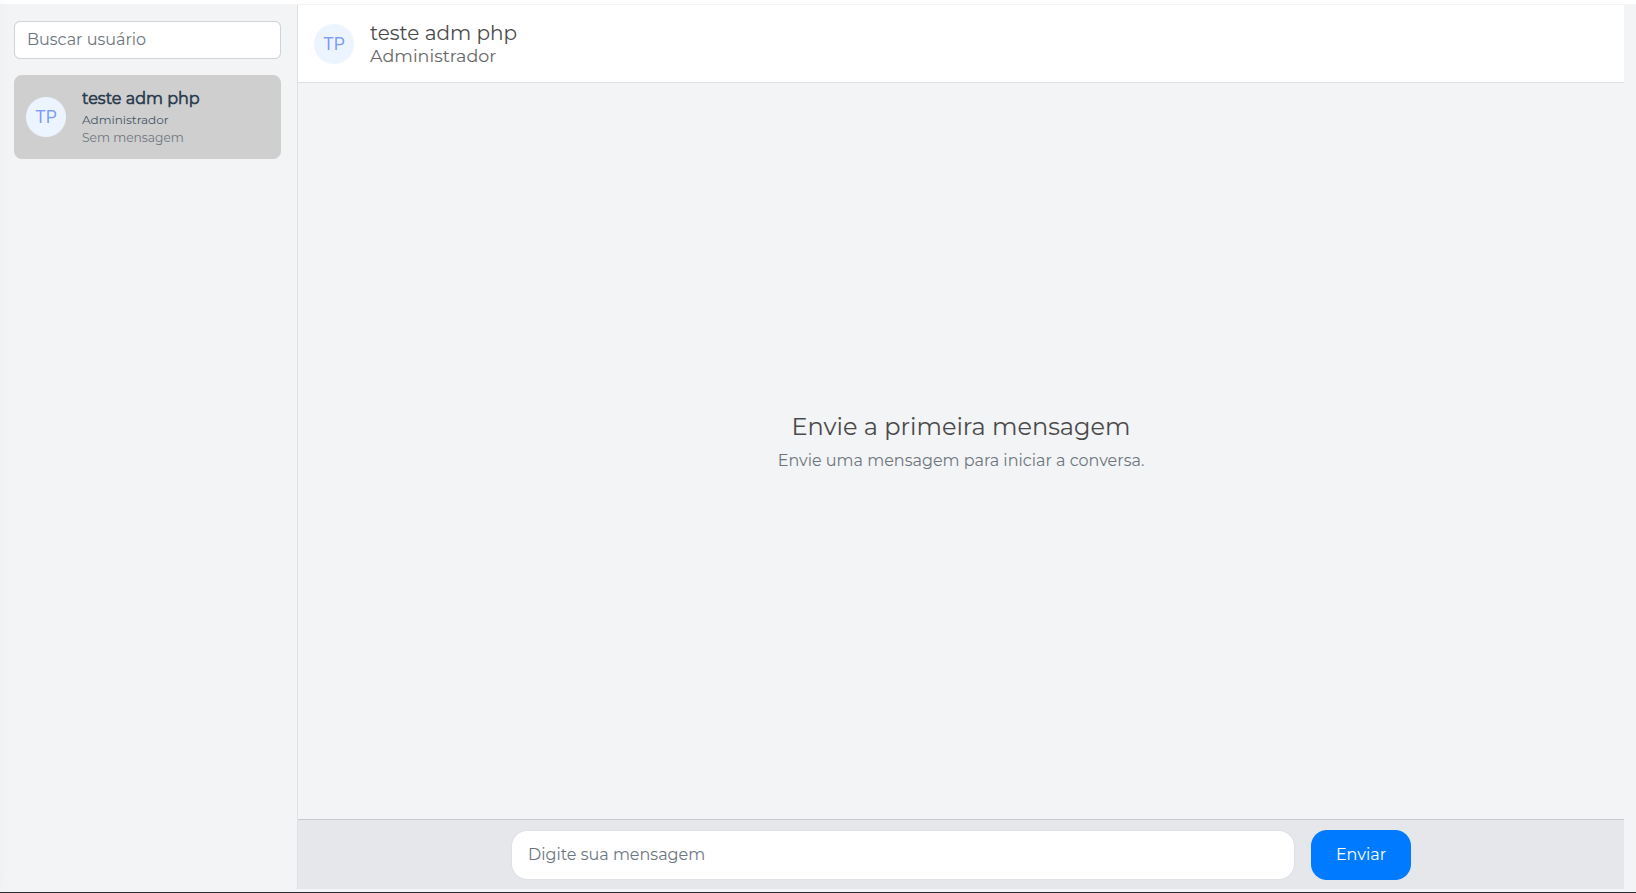 Buscar usuário
TP
teste adm php
Administrador
Sem mensagem
TP
teste adm php
Administrador
Envie a primeira mensagem
Envie uma mensagem para iniciar a conversa.
Digite sua mensagem
Enviar